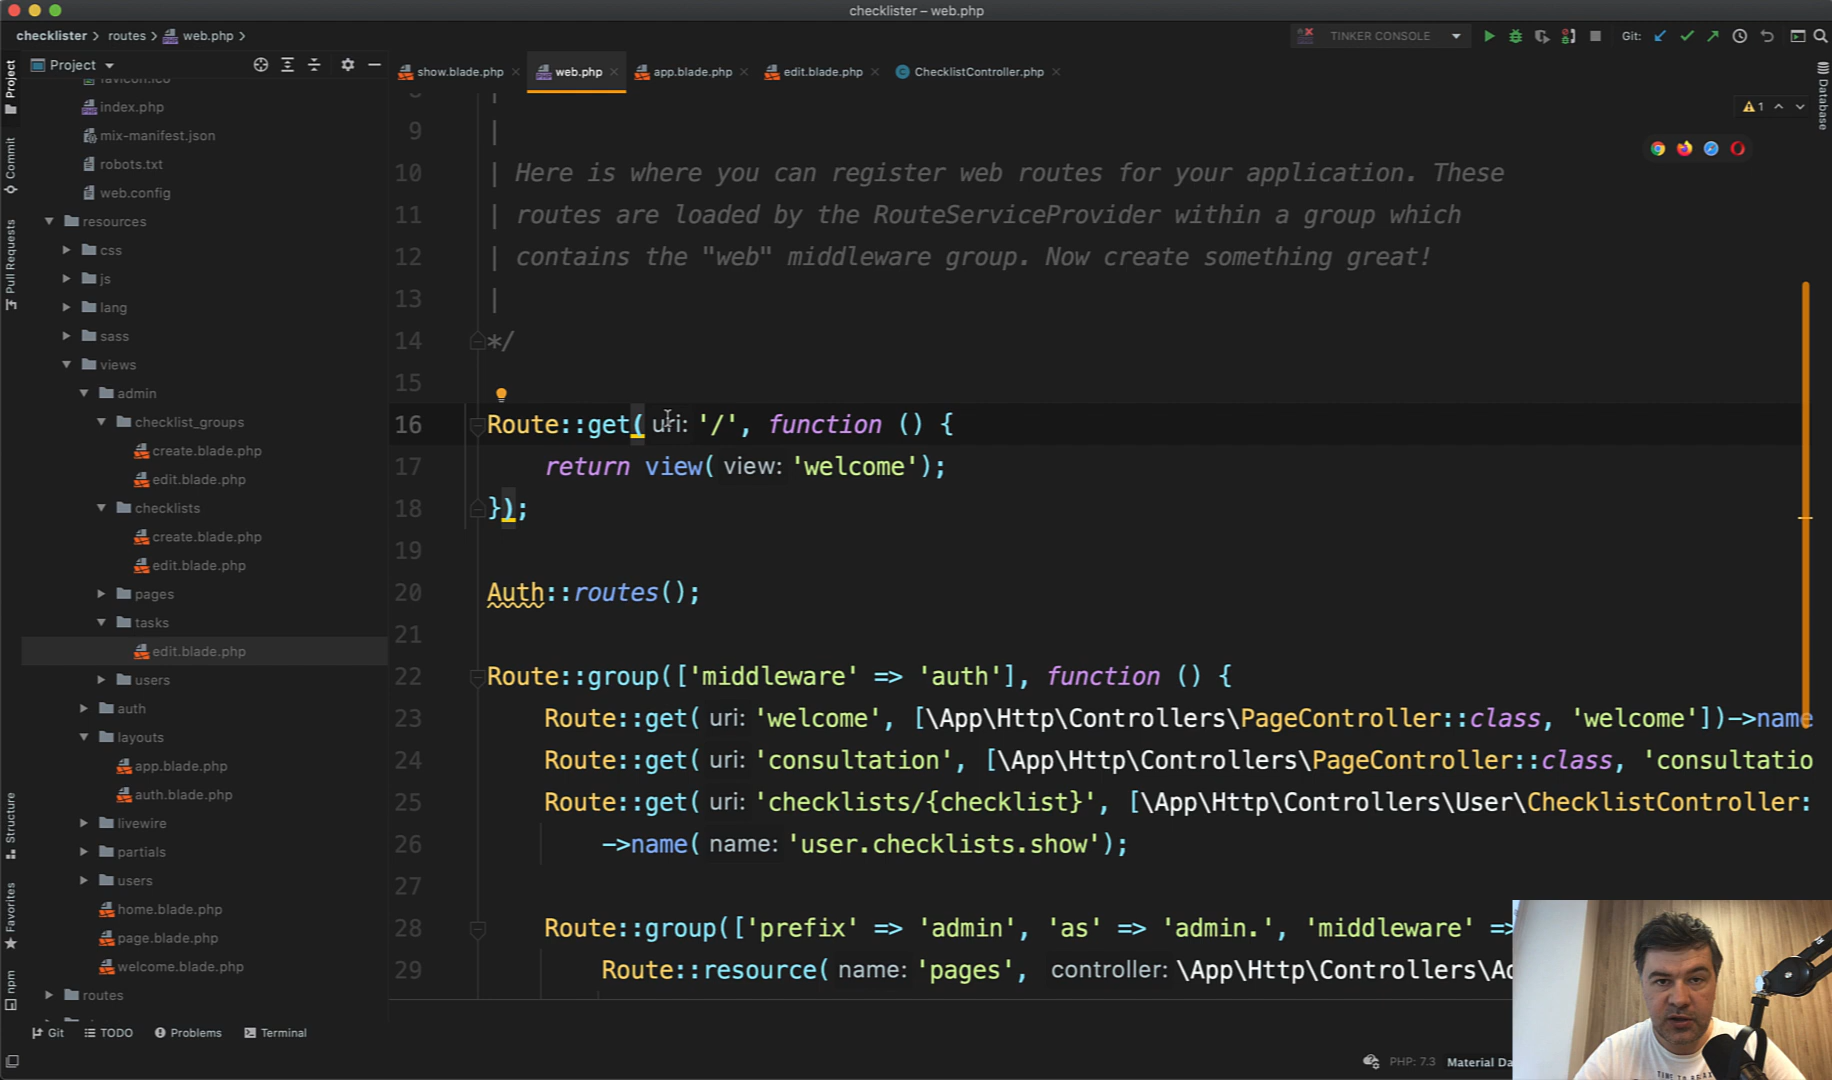 checklister – web.php
checklister > routes > web.php >
TINKER CONSOLE
Git:
Project
favicon.ico
index.php
mix-manifest.json
robots.txt
web.config
resources
css
js
lang
sass
views
admin
checklist_groups
create.blade.php
edit.blade.php
checklists
create.blade.php
edit.blade.php
pages
tasks
edit.blade.php
users
auth
layouts
app.blade.php
auth.blade.php
livewire
partials
users
home.blade.php
page.blade.php
welcome.blade.php
routes
Project
Commit
Pull Requests
Structure
Favorites
npm
Database
show.blade.php
web.php
app.blade.php
edit.blade.php
ChecklistController.php
1
9 |
10 | Here is where you can register web routes for your application. These
11 | routes are loaded by the RouteServiceProvider within a group which
12 | contains the "web" middleware group. Now create something great!
13 |
14 */
15
16 Route::get( uri: '/', function () {
17 return view( view: 'welcome');
18 });
19
20 Auth::routes();
21
22 Route::group(['middleware' => 'auth'], function () {
23 Route::get( uri: 'welcome', [\App\Http\Controllers\PageController::class, 'welcome'])->name
24 Route::get( uri: 'consultation', [\App\Http\Controllers\PageController::class, 'consultatio
25 Route::get( uri: 'checklists/{checklist}', [\App\Http\Controllers\User\ChecklistController:
26 ->name( name: 'user.checklists.show');
27
28 Route::group(['prefix' => 'admin', 'as' => 'admin.', 'middleware' =>
29 Route::resource( name: 'pages', controller: \App\Http\Controllers\Ad
Git
TODO
Problems
Terminal
PHP: 7.3
Material Da